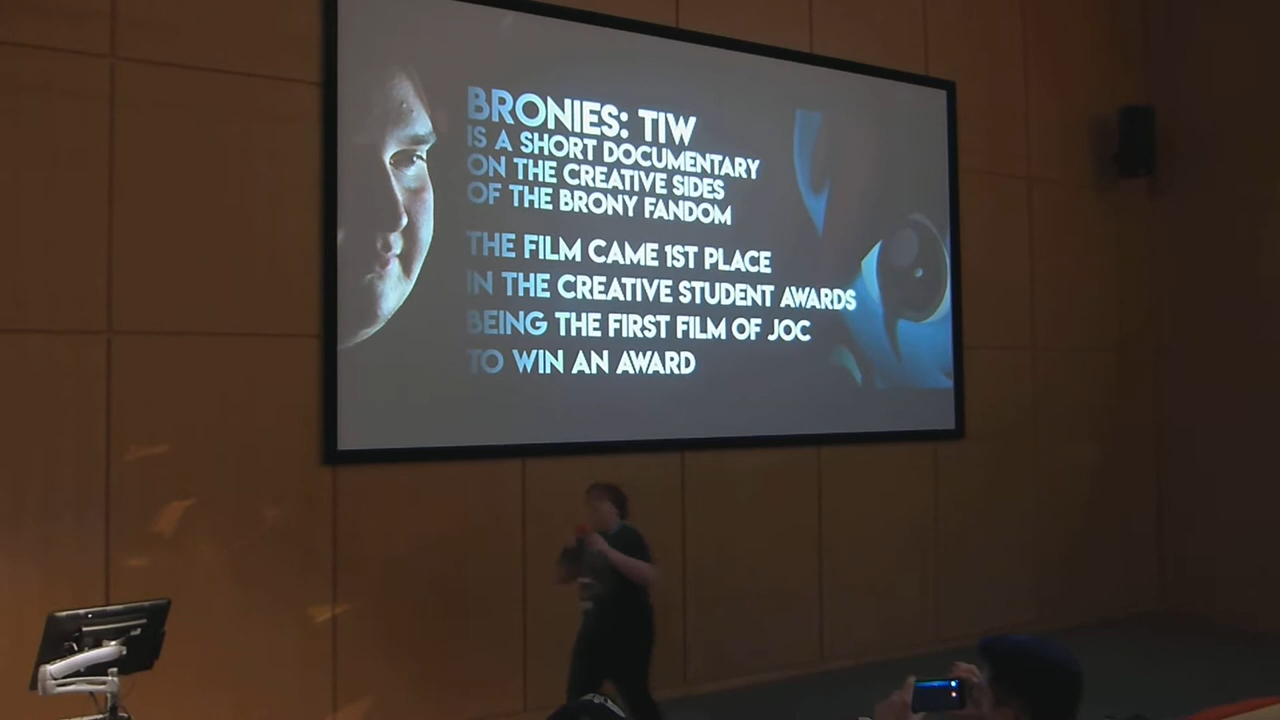 BRONIES: TIW
IS A SHORT DOCUMENTARY
ON THE CREATIVE SIDES
OF THE BRONY FANDOM
THE FILM CAME 1ST PLACE
IN THE CREATIVE STUDENT AWARDS
BEING THE FIRST FILM OF JOC
TO WIN AN AWARD